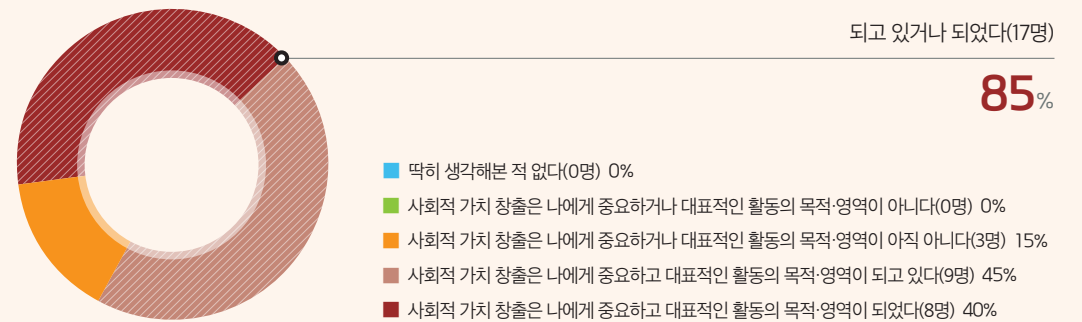 되고 있거나 되었다(17명)
85%
딱히 생각해본 적 없다(0명) 0%
사회적 가치 창출은 나에게 중요하거나 대표적인 활동의 목적·영역이 아니다(0명) 0%
사회적 가치 창출은 나에게 중요하거나 대표적인 활동의 목적·영역이 아직 아니다(3명) 15%
사회적 가치 창출은 나에게 중요하고 대표적인 활동의 목적·영역이 되고 있다(9명) 45%
사회적 가치 창출은 나에게 중요하고 대표적인 활동의 목적·영역이 되었다(8명) 40%